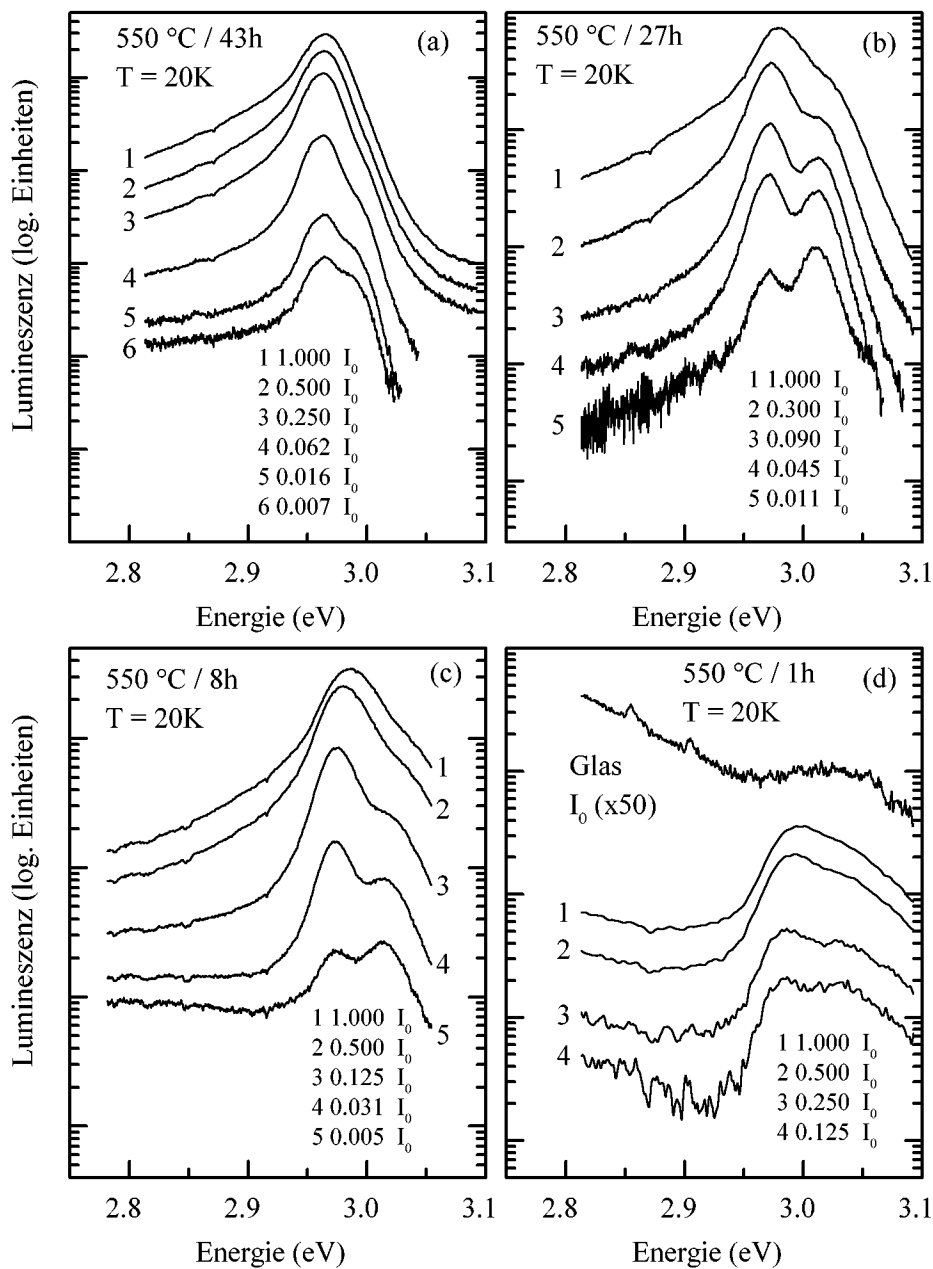 Lumineszenz (log. Einheiten)
550 °C / 43h
T = 20K
(a)
1
2
3
4
5
6
1 1.000 I₀
2 0.500 I₀
3 0.250 I₀
4 0.062 I₀
5 0.016 I₀
6 0.007 I₀
2.8 2.9 3.0 3.1
Energie (eV)
550 °C / 27h
T = 20K
(b)
1
2
3
4
5
1 1.000 I₀
2 0.300 I₀
3 0.090 I₀
4 0.045 I₀
5 0.011 I₀
2.8 2.9 3.0 3.1
Energie (eV)
Lumineszenz (log. Einheiten)
550 °C / 8h
T = 20K
(c)
1
2
3
4
5
1 1.000 I₀
2 0.500 I₀
3 0.125 I₀
4 0.031 I₀
5 0.005 I₀
2.8 2.9 3.0 3.1
Energie (eV)
550 °C / 1h
T = 20K
(d)
Glas
I₀ (x50)
1
2
3
4
1 1.000 I₀
2 0.500 I₀
3 0.250 I₀
4 0.125 I₀
2.8 2.9 3.0 3.1
Energie (eV)